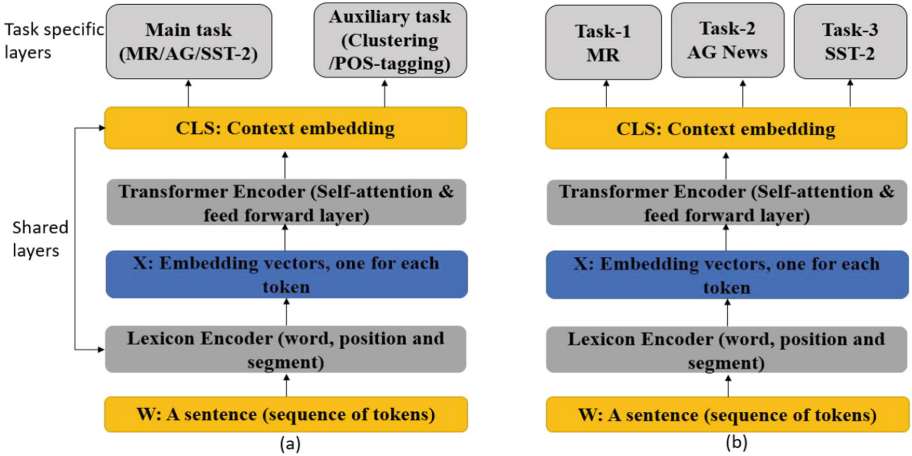 Task specific
layers
Main task
(MR/AG/SST-2)
Auxiliary task
(Clustering
/POS-tagging)
CLS: Context embedding
Transformer Encoder (Self-attention &
feed forward layer)
Shared
layers
X: Embedding vectors, one for each
token
Lexicon Encoder (word, position and
segment)
W: A sentence (sequence of tokens)
(a)
Task-1
MR
Task-2
AG News
Task-3
SST-2
CLS: Context embedding
Transformer Encoder (Self-attention &
feed forward layer)
X: Embedding vectors, one for each
token
Lexicon Encoder (word, position and
segment)
W: A sentence (sequence of tokens)
(b)